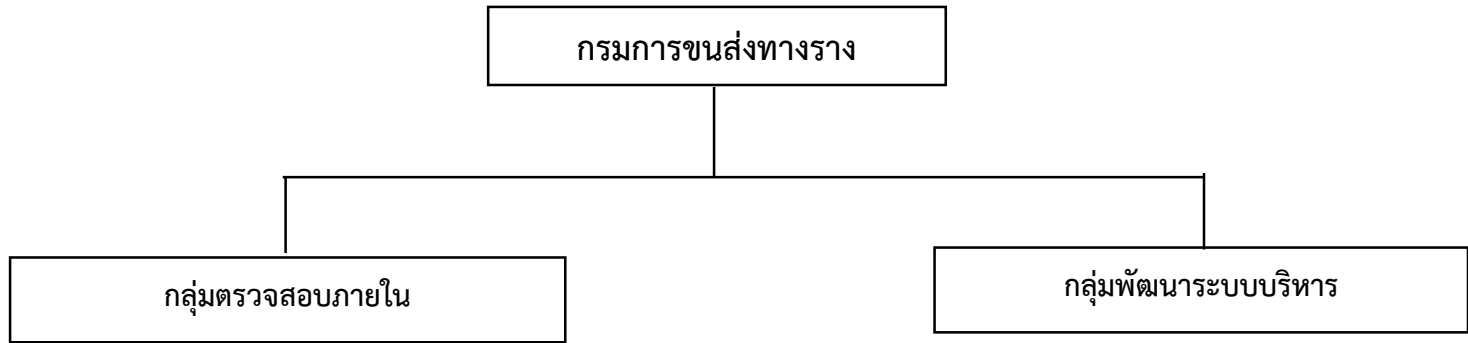 กรมการขนส่งทางราง
กลุ่มตรวจสอบภายใน
กลุ่มพัฒนาระบบบริหาร